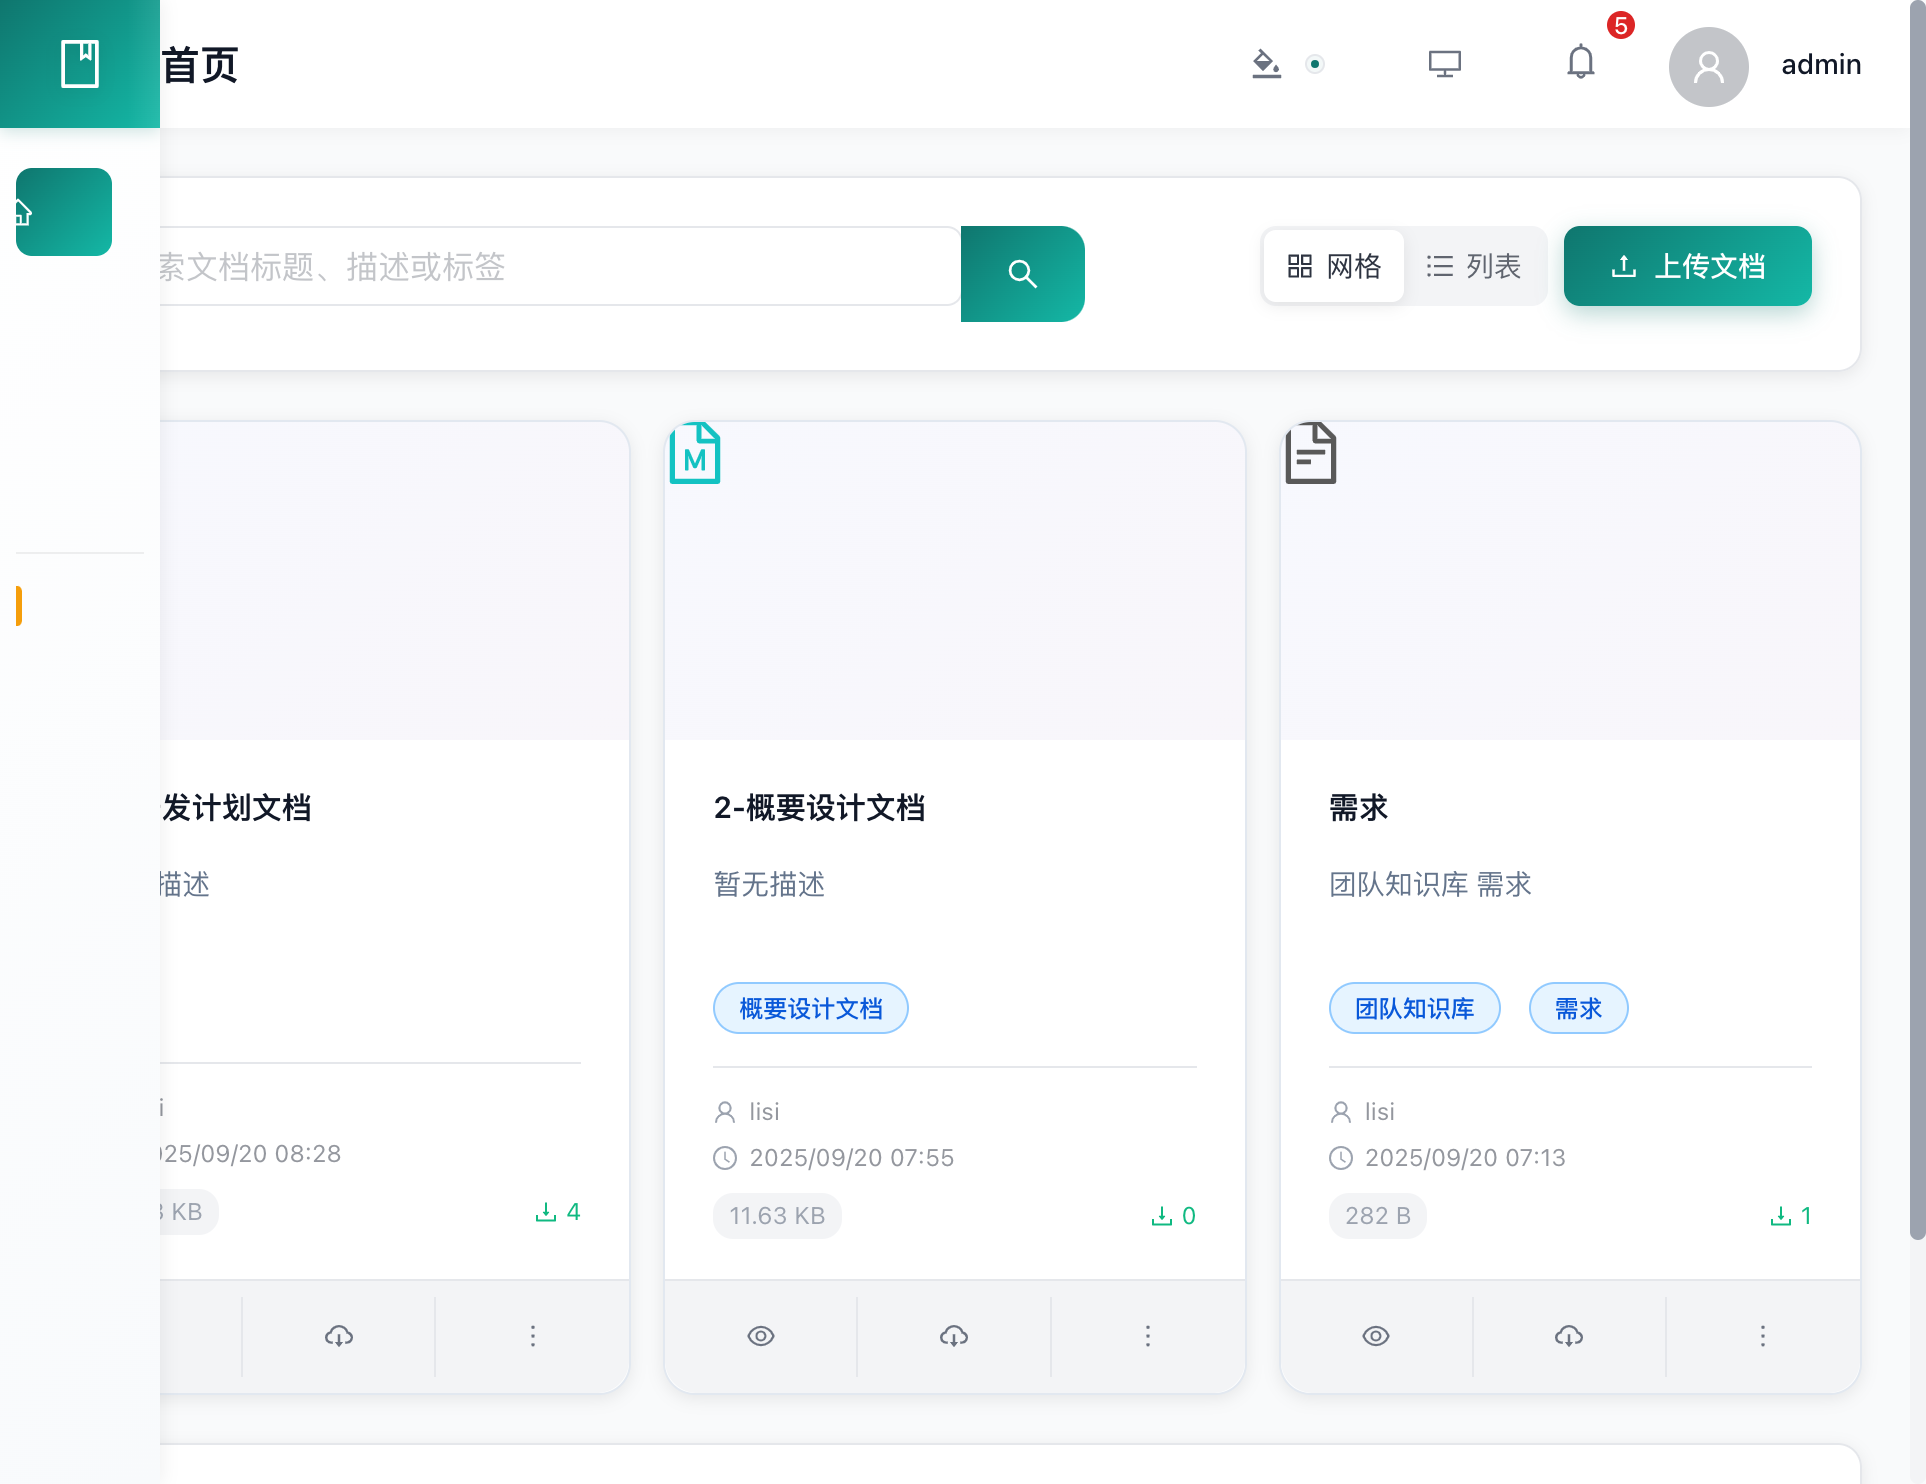 首页
5
admin
索文档标题、描述或标签
网格
列表
上传文档
M
发计划文档
描述
25/09/20 08:28
KB
4
2-概要设计文档
暂无描述
概要设计文档
lisi
2025/09/20 07:55
11.63 KB
0
需求
团队知识库 需求
团队知识库
需求
lisi
2025/09/20 07:13
282 B
1